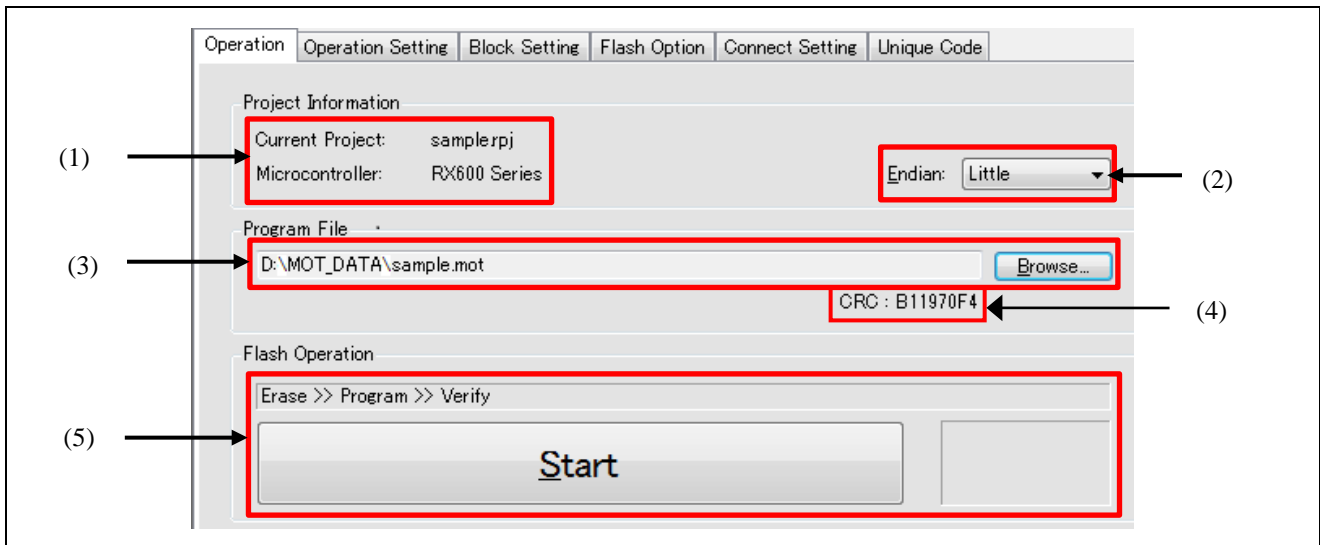 Operation Operation Setting Block Setting Flash Option Connect Setting Unique Code
Project Information
(1)
Current Project: sample.rpj
Microcontroller: RX600 Series
Endian: Little
(2)
Program File
(3)
D:\MOT_DATA\sample.mot
Browse...
CRC : B11970F4
(4)
Flash Operation
Erase >> Program >> Verify
(5)
Start